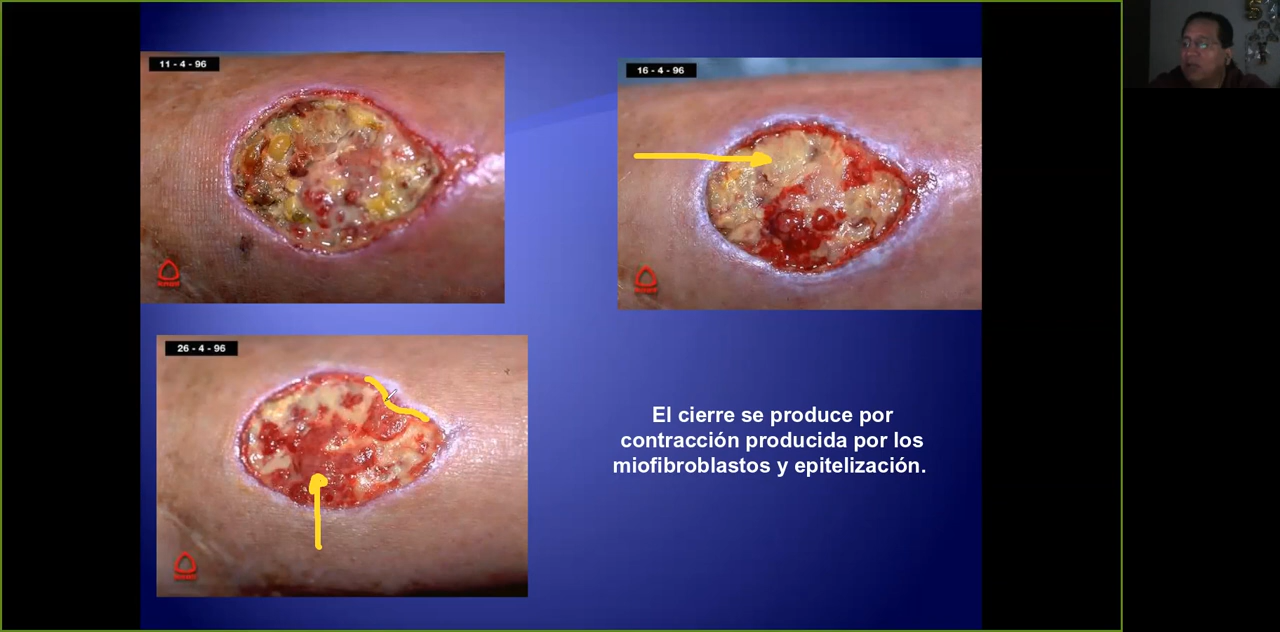 11 - 4 - 96
16 - 4 - 96
26 - 4 - 96
El cierre se produce por
contracción producida por los
miofibroblastos y epitelización.